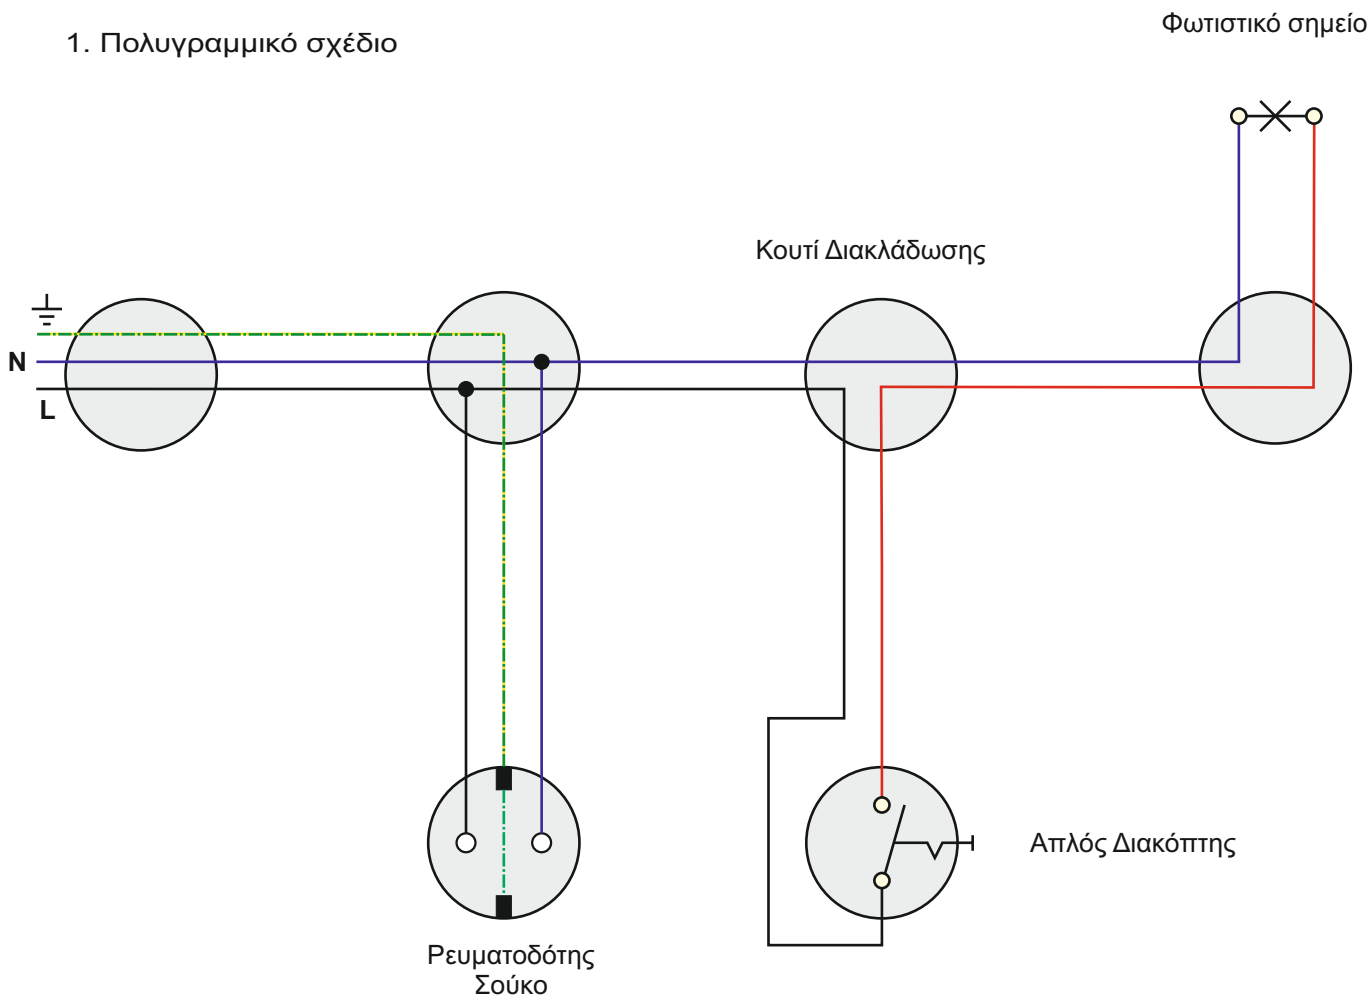 1. Πολυγραμμικό σχέδιο
Φωτιστικό σημείο
Κουτί Διακλάδωσης
N
L
Απλός Διακόπτης
Ρευματοδότης
Σούκο